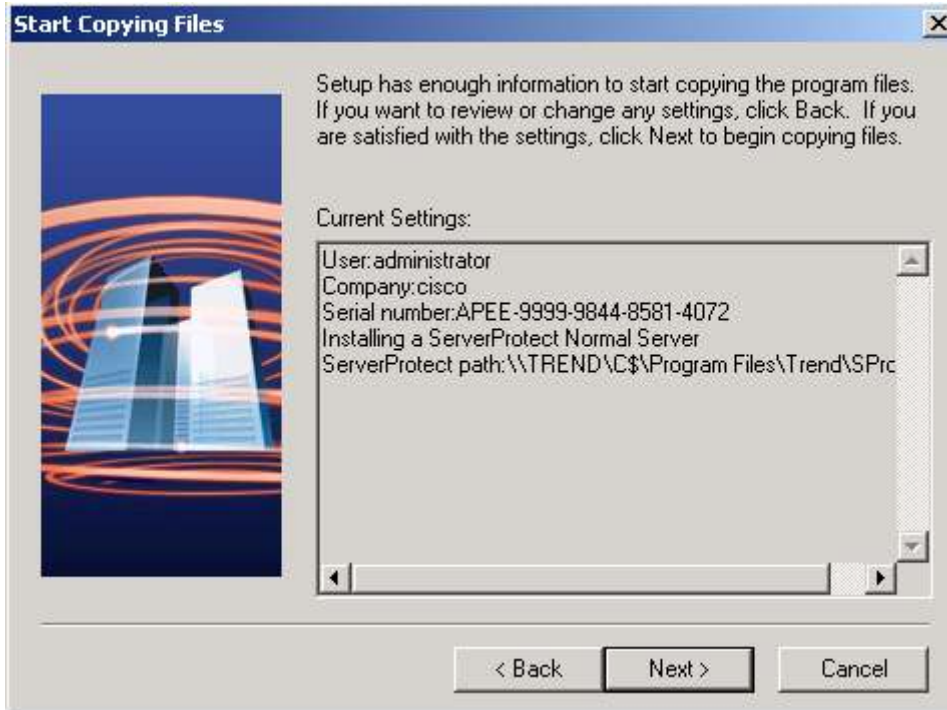 Start Copying Files
Setup has enough information to start copying the program files.
If you want to review or change any settings, click Back. If you
are satisfied with the settings, click Next to begin copying files.
Current Settings:
User:administrator
Company:cisco
Serial number:APEE-9999-9844-8581-4072
Installing a ServerProtect Normal Server
ServerProtect path:\\TREND\C$\Program Files\Trend\SPrc
< Back
Next >
Cancel